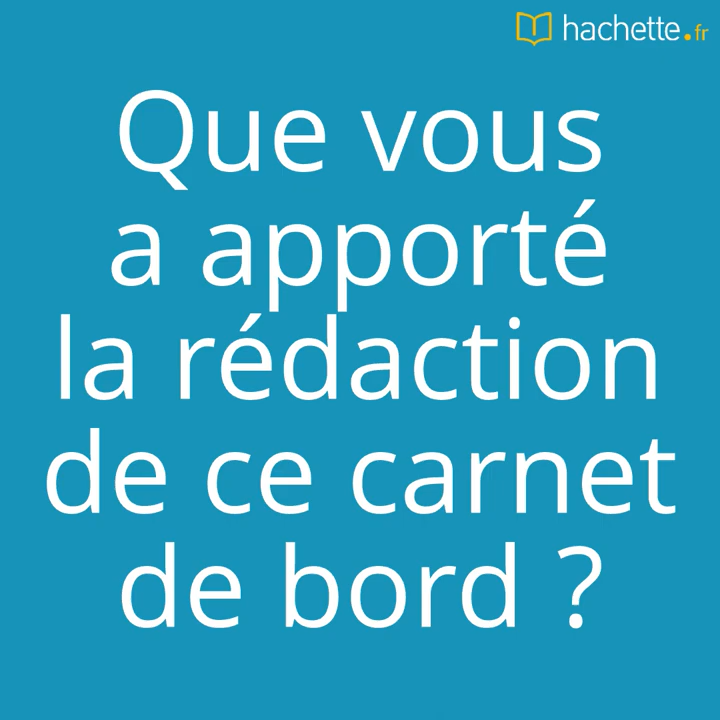 hachette.fr
Que vous
a apporté
la rédaction
de ce carnet
de bord ?